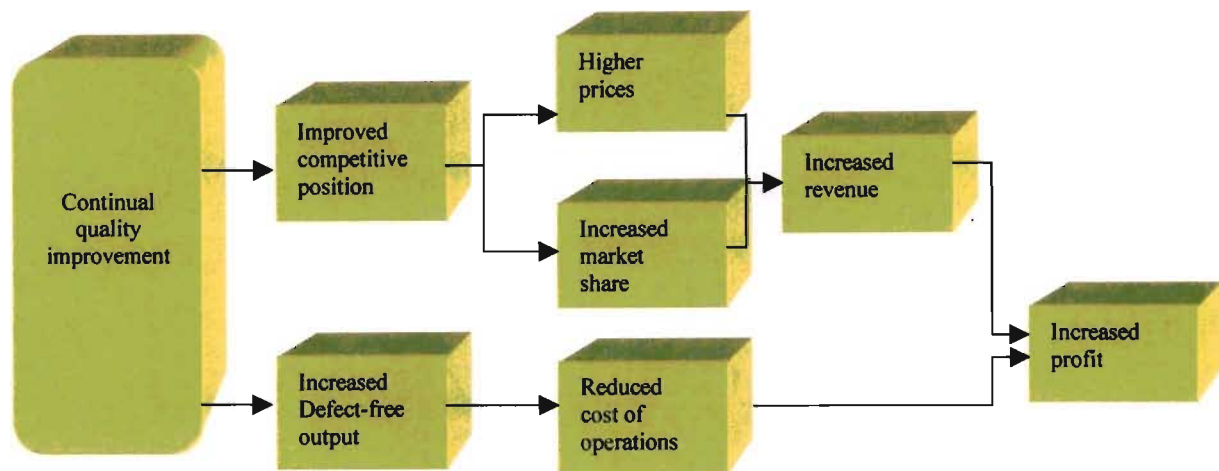 Continual
quality
improvement
Improved
competitive
position
Higher
prices
Increased
market
share
Increased
revenue
Increased
Defect-free
output
Reduced
cost of
operations
Increased
profit